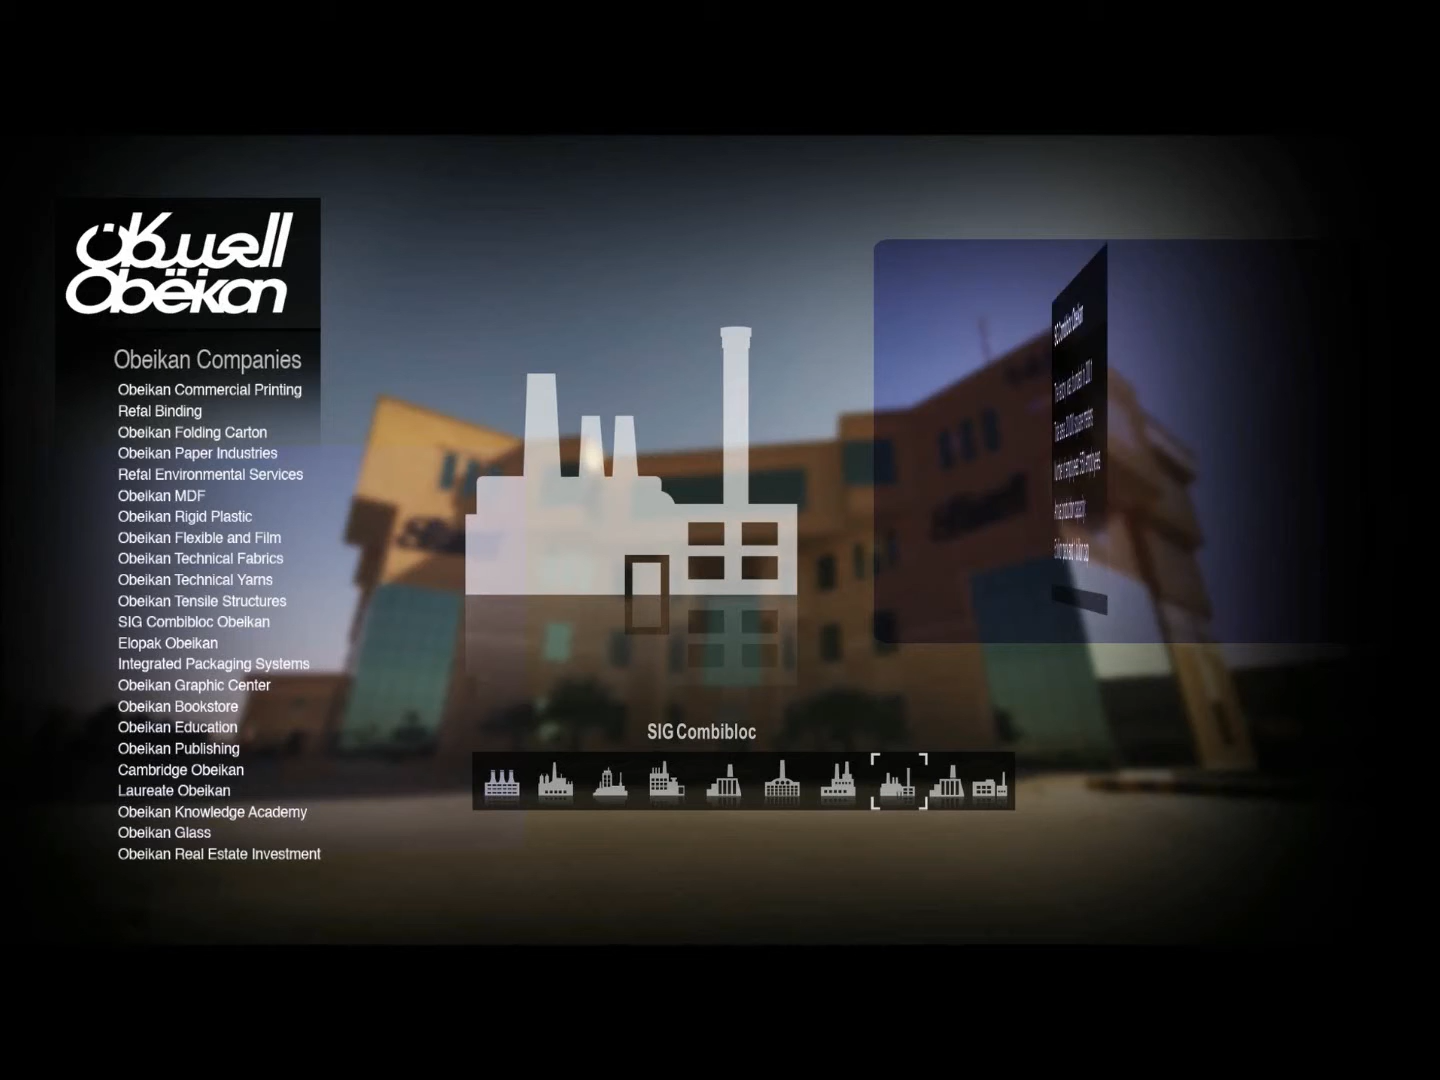 العبيكان
Obeikan
Obeikan Companies
Obeikan Commercial Printing
Refal Binding
Obeikan Folding Carton
Obeikan Paper Industries
Refal Environmental Services
Obeikan MDF
Obeikan Rigid Plastic
Obeikan Flexible and Film
Obeikan Technical Fabrics
Obeikan Technical Yarns
Obeikan Tensile Structures
SIG Combibloc Obeikan
Elopak Obeikan
Integrated Packaging Systems
Obeikan Graphic Center
Obeikan Bookstore
Obeikan Education
Obeikan Publishing
Cambridge Obeikan
Laureate Obeikan
Obeikan Knowledge Academy
Obeikan Glass
Obeikan Real Estate Investment
SIG Combibloc
SIG Combibloc Obeikan